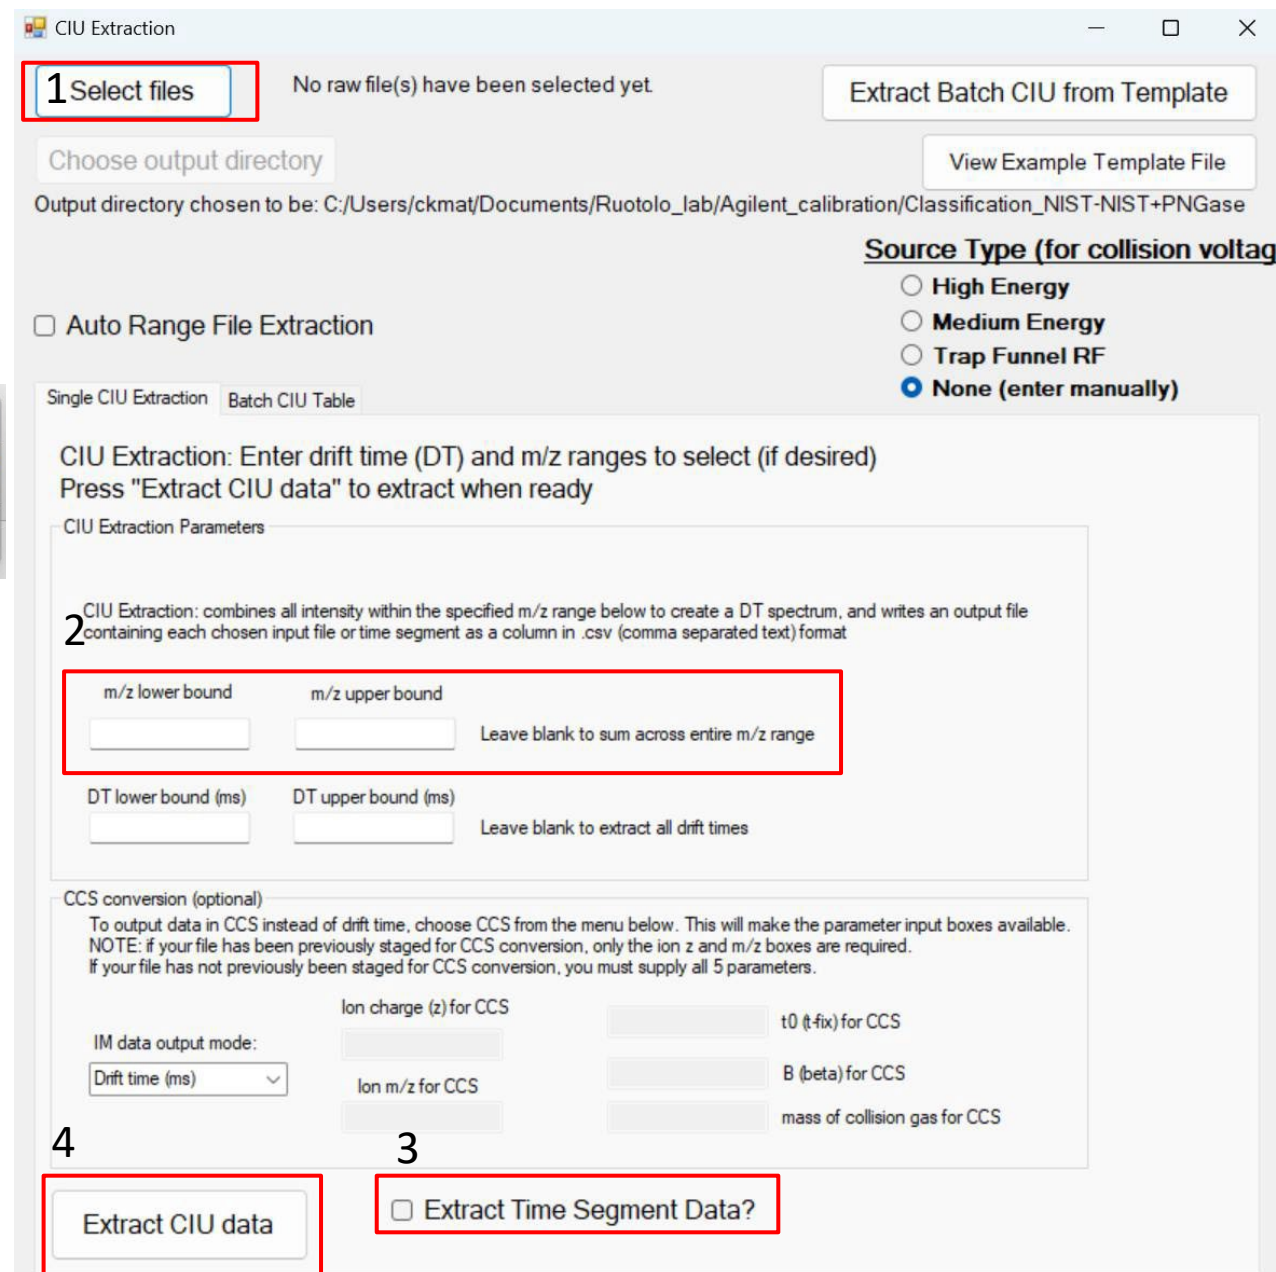 CIU Extraction
1 Select files
No raw file(s) have been selected yet.
Extract Batch CIU from Template
Choose output directory
View Example Template File
Output directory chosen to be: C:/Users/ckmat/Documents/Ruotolo_lab/Agilent_calibration/Classification_NIST-NIST+PNGase
Source Type (for collision voltag
High Energy
Medium Energy
Trap Funnel RF
None (enter manually)
Auto Range File Extraction
Single CIU Extraction
Batch CIU Table
CIU Extraction: Enter drift time (DT) and m/z ranges to select (if desired)
Press "Extract CIU data" to extract when ready
CIU Extraction Parameters
2
CIU Extraction: combines all intensity within the specified m/z range below to create a DT spectrum, and writes an output file
containing each chosen input file or time segment as a column in .csv (comma separated text) format
m/z lower bound
m/z upper bound
Leave blank to sum across entire m/z range
DT lower bound (ms)
DT upper bound (ms)
Leave blank to extract all drift times
CCS conversion (optional)
To output data in CCS instead of drift time, choose CCS from the menu below. This will make the parameter input boxes available.
NOTE: if your file has been previously staged for CCS conversion, only the ion z and m/z boxes are required.
If your file has not previously been staged for CCS conversion, you must supply all 5 parameters.
Ion charge (z) for CCS
t0 (t-fix) for CCS
IM data output mode:
Drift time (ms)
Ion m/z for CCS
B (beta) for CCS
mass of collision gas for CCS
4
3
Extract CIU data
Extract Time Segment Data?